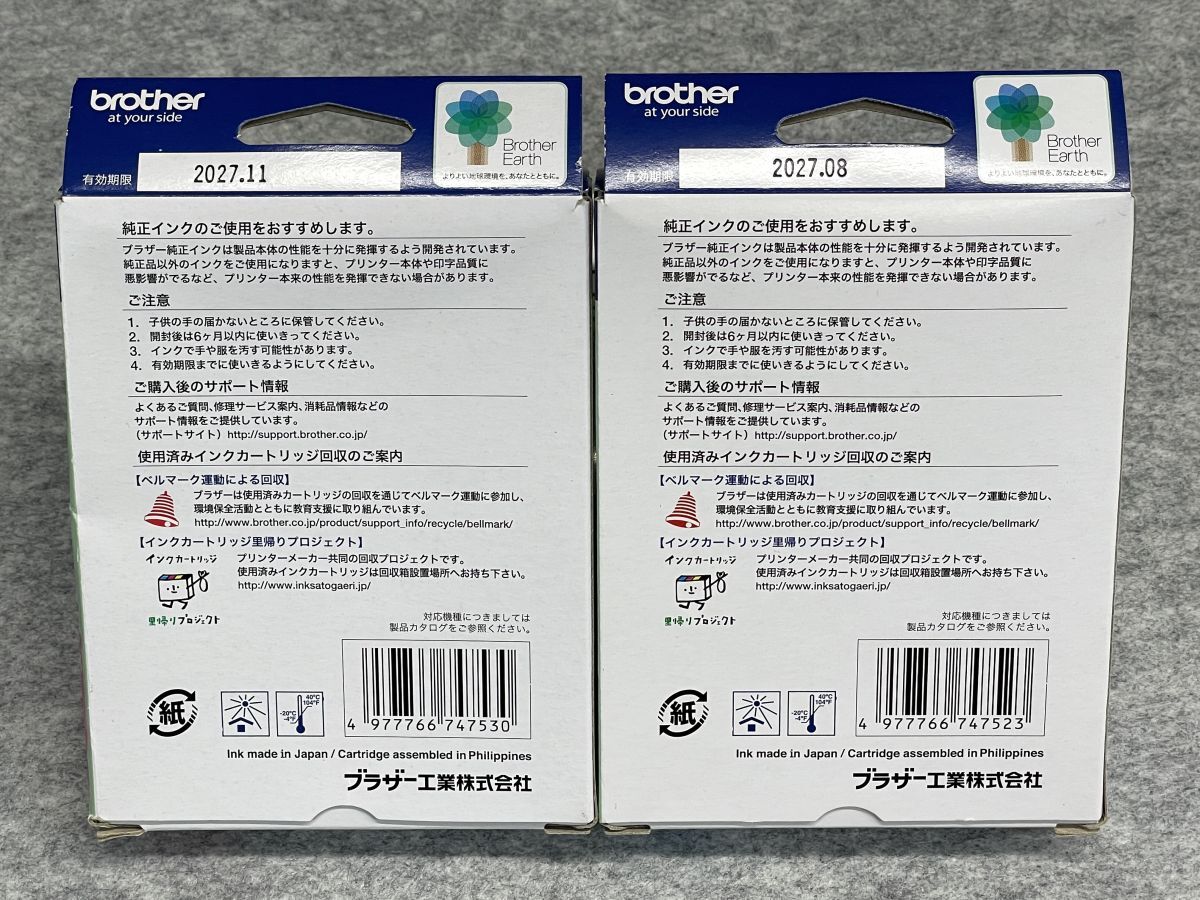 brother
at your side
Brother
Earth
よりよい地球環境を、あなたとともに。
有効期限
2027.11
純正インクのご使用をおすすめします。
ブラザー純正インクは製品本体の性能を十分に発揮するよう開発されています。
純正品以外のインクをご使用になりますと、プリンター本体や印字品質に
悪影響がでるなど、プリンター本来の性能を発揮できない場合があります。
ご注意
1. 子供の手の届かないところに保管してください。
2. 開封後は6ヶ月以内に使いきってください。
3. インクで手や服を汚す可能性があります。
4. 有効期限までに使いきるようにしてください。
ご購入後のサポート情報
よくあるご質問、修理サービス案内、消耗品情報などの
サポート情報をご提供しています。
(サポートサイト) http://support.brother.co.jp/
使用済みインクカートリッジ回収のご案内
【ベルマーク運動による回収】
ブラザーは使用済みカートリッジの回収を通じてベルマーク運動に参加し、
環境保全活動とともに教育支援に取り組んでいます。
http://www.brother.co.jp/product/support_info/recycle/bellmark/
【インクカートリッジ里帰りプロジェクト】
インクカートリッジ
里帰りプロジェクト
プリンターメーカー共同の回収プロジェクトです。
使用済みインクカートリッジは回収箱設置場所へお持ち下さい。
http://www.inksatogaeri.jp/
対応機種につきましては
製品カタログをご参照ください。
紙
40°C
104°F
-20°C
-4°F
4 977766 747530
Ink made in Japan / Cartridge assembled in Philippines
ブラザー工業株式会社
brother
at your side
Brother
Earth
よりよい地球環境を、あなたとともに。
有効期限
2027.08
純正インクのご使用をおすすめします。
ブラザー純正インクは製品本体の性能を十分に発揮するよう開発されています。
純正品以外のインクをご使用になりますと、プリンター本体や印字品質に
悪影響がでるなど、プリンター本来の性能を発揮できない場合があります。
ご注意
1. 子供の手の届かないところに保管してください。
2. 開封後は6ヶ月以内に使いきってください。
3. インクで手や服を汚す可能性があります。
4. 有効期限までに使いきるようにしてください。
ご購入後のサポート情報
よくあるご質問、修理サービス案内、消耗品情報などの
サポート情報をご提供しています。
(サポートサイト) http://support.brother.co.jp/
使用済みインクカートリッジ回収のご案内
【ベルマーク運動による回収】
ブラザーは使用済みカートリッジの回収を通じてベルマーク運動に参加し、
環境保全活動とともに教育支援に取り組んでいます。
http://www.brother.co.jp/product/support_info/recycle/bellmark/
【インクカートリッジ里帰りプロジェクト】
インクカートリッジ
里帰りプロジェクト
プリンターメーカー共同の回収プロジェクトです。
使用済みインクカートリッジは回収箱設置場所へお持ち下さい。
http://www.inksatogaeri.jp/
対応機種につきましては
製品カタログをご参照ください。
紙
40°C
104°F
-20°C
-4°F
4 977766 747523
Ink made in Japan / Cartridge assembled in Philippines
ブラザー工業株式会社